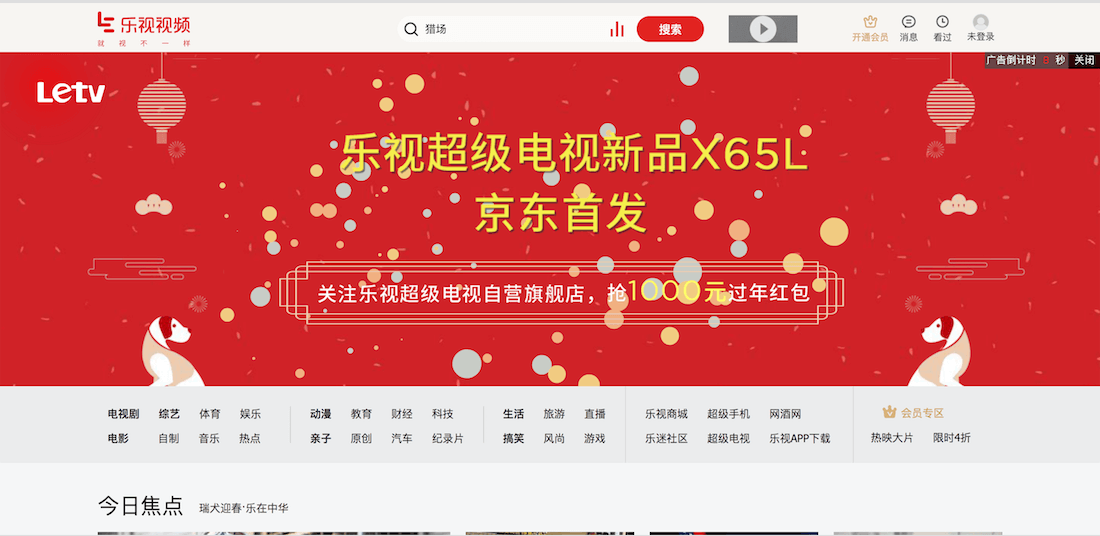 乐视视频
就视不一样
猎场
搜索
开通会员 消息 看过 未登录
广告倒计时 8 秒 关闭
Letv
乐视超级电视新品X65L
京东首发
关注乐视超级电视自营旗舰店，抢1000元过年红包
电视剧 综艺 体育 娱乐 动漫 教育 财经 科技 生活 旅游 直播 乐视商城 超级手机 网酒网 会员专区
电影 自制 音乐 热点 亲子 原创 汽车 纪录片 搞笑 风尚 游戏 乐迷社区 超级电视 乐视APP下载 热映大片 限时4折
今日焦点 瑞犬迎春·乐在中华